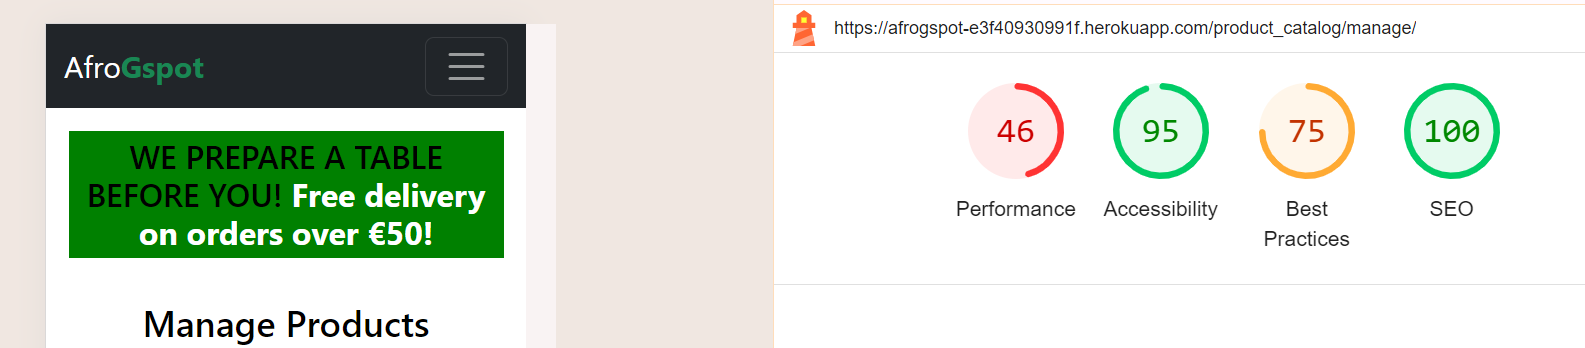 AfroGspot
WE PREPARE A TABLE
BEFORE YOU! Free delivery
on orders over €50!
Manage Products
https://afrogspot-e3f40930991f.herokuapp.com/product_catalog/manage/
46
Performance
95
Accessibility
75
Best
Practices
100
SEO